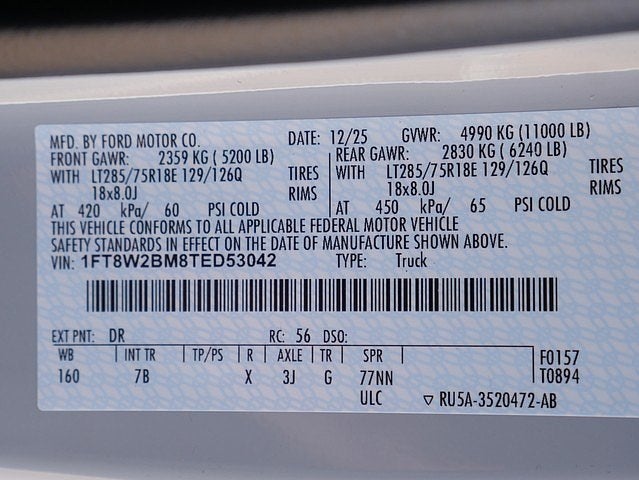 MFD. BY FORD MOTOR CO. DATE: 12/25 GVWR: 4990 KG (11000 LB)
FRONT GAWR: 2359 KG ( 5200 LB) REAR GAWR: 2830 KG ( 6240 LB)
WITH LT285/75R18E 129/126Q TIRES WITH LT285/75R18E 129/126Q TIRES
18x8.0J RIMS 18x8.0J RIMS
AT 420 kPa/ 60 PSI COLD AT 450 kPa/ 65 PSI COLD
THIS VEHICLE CONFORMS TO ALL APPLICABLE FEDERAL MOTOR VEHICLE
SAFETY STANDARDS IN EFFECT ON THE DATE OF MANUFACTURE SHOWN ABOVE.
VIN: 1FT8W2BM8TED53042 TYPE: Truck
EXT PNT: DR RC: 56 DSO:
WB INT TR TP/PS R AXLE TR SPR F0157
160 7B X 3J G 77NN T0894
ULC ▽ RU5A-3520472-AB